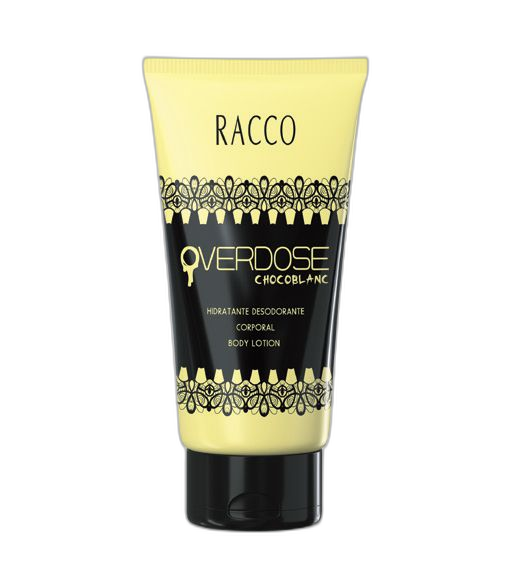 RACCO
OVERDOSE
CHOCOBLANC
HIDRATANTE DESODORANTE
CORPORAL
BODY LOTION